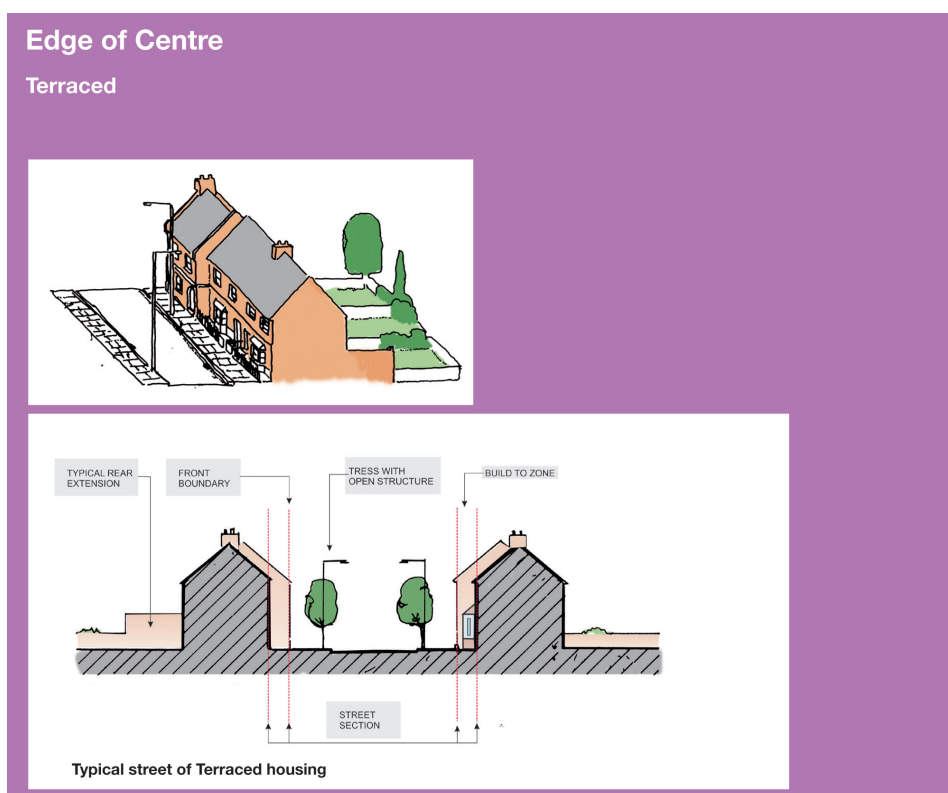 Edge of Centre
Terraced
TYPICAL REAR
EXTENSION
FRONT
BOUNDARY
TRESS WITH
OPEN STRUCTURE
BUILD TO ZONE
STREET
SECTION
Typical street of Terraced housing